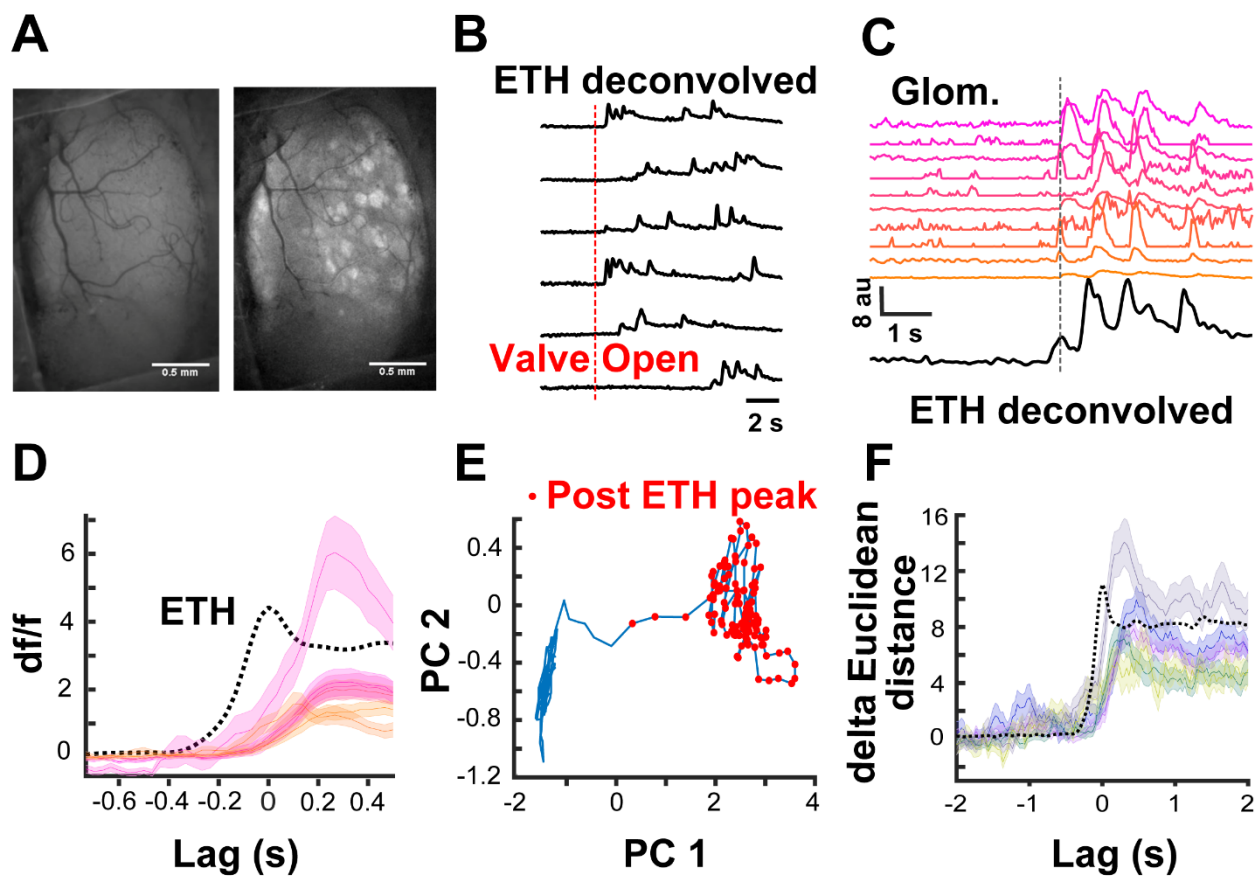 A
0.5 mm
0.5 mm
B
ETH deconvolved
Valve Open
2 s
C
Glom.
8 au
1 s
ETH deconvolved
D
df/f
6
4
2
0
ETH
-0.6 -0.4 -0.2 0 0.2 0.4
Lag (s)
E
• Post ETH peak
PC 2
0.4
0
-0.4
-0.8
-1.2
-2 0 2 4
PC 1
F
delta Euclidean
distance
16
12
8
4
0
-2 -1 0 1 2
Lag (s)